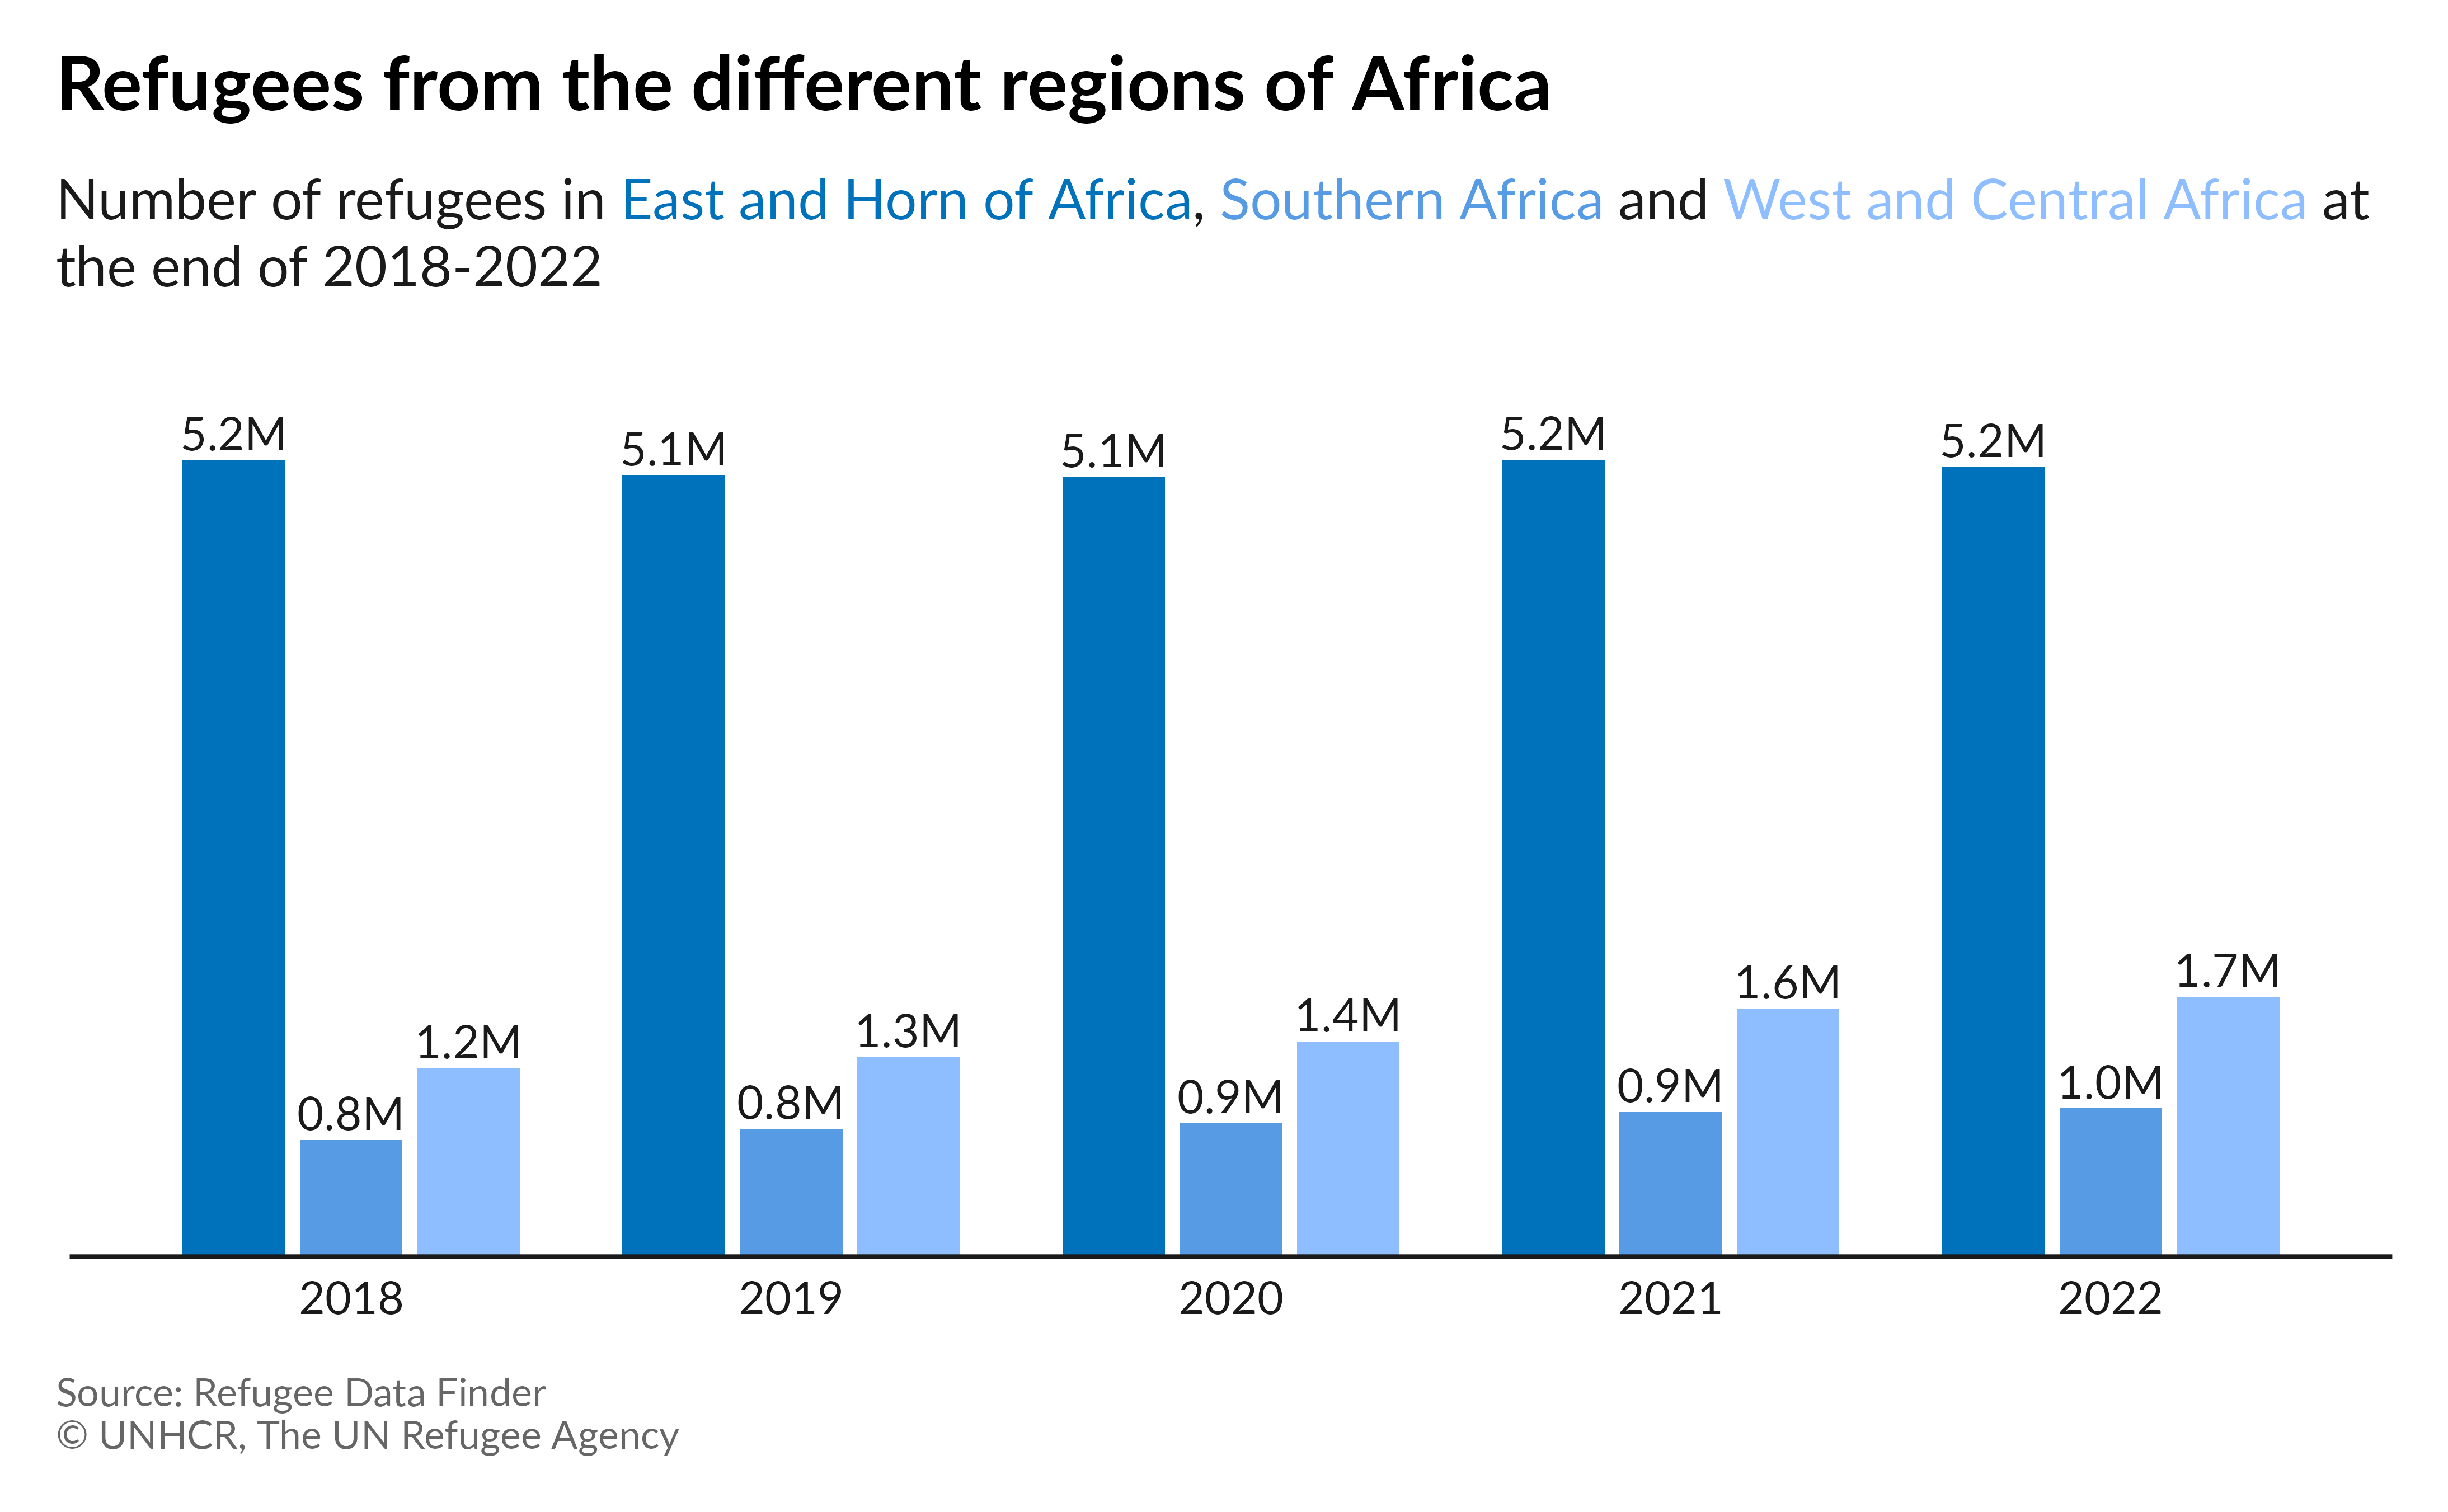 Refugees from the different regions of Africa
Number of refugees in East and Horn of Africa, Southern Africa and West and Central Africa at
the end of 2018-2022
5.2M
0.8M
1.2M
5.1M
0.8M
1.3M
5.1M
0.9M
1.4M
5.2M
0.9M
1.6M
5.2M
1.0M
1.7M
2018
2019
2020
2021
2022
Source: Refugee Data Finder
© UNHCR, The UN Refugee Agency